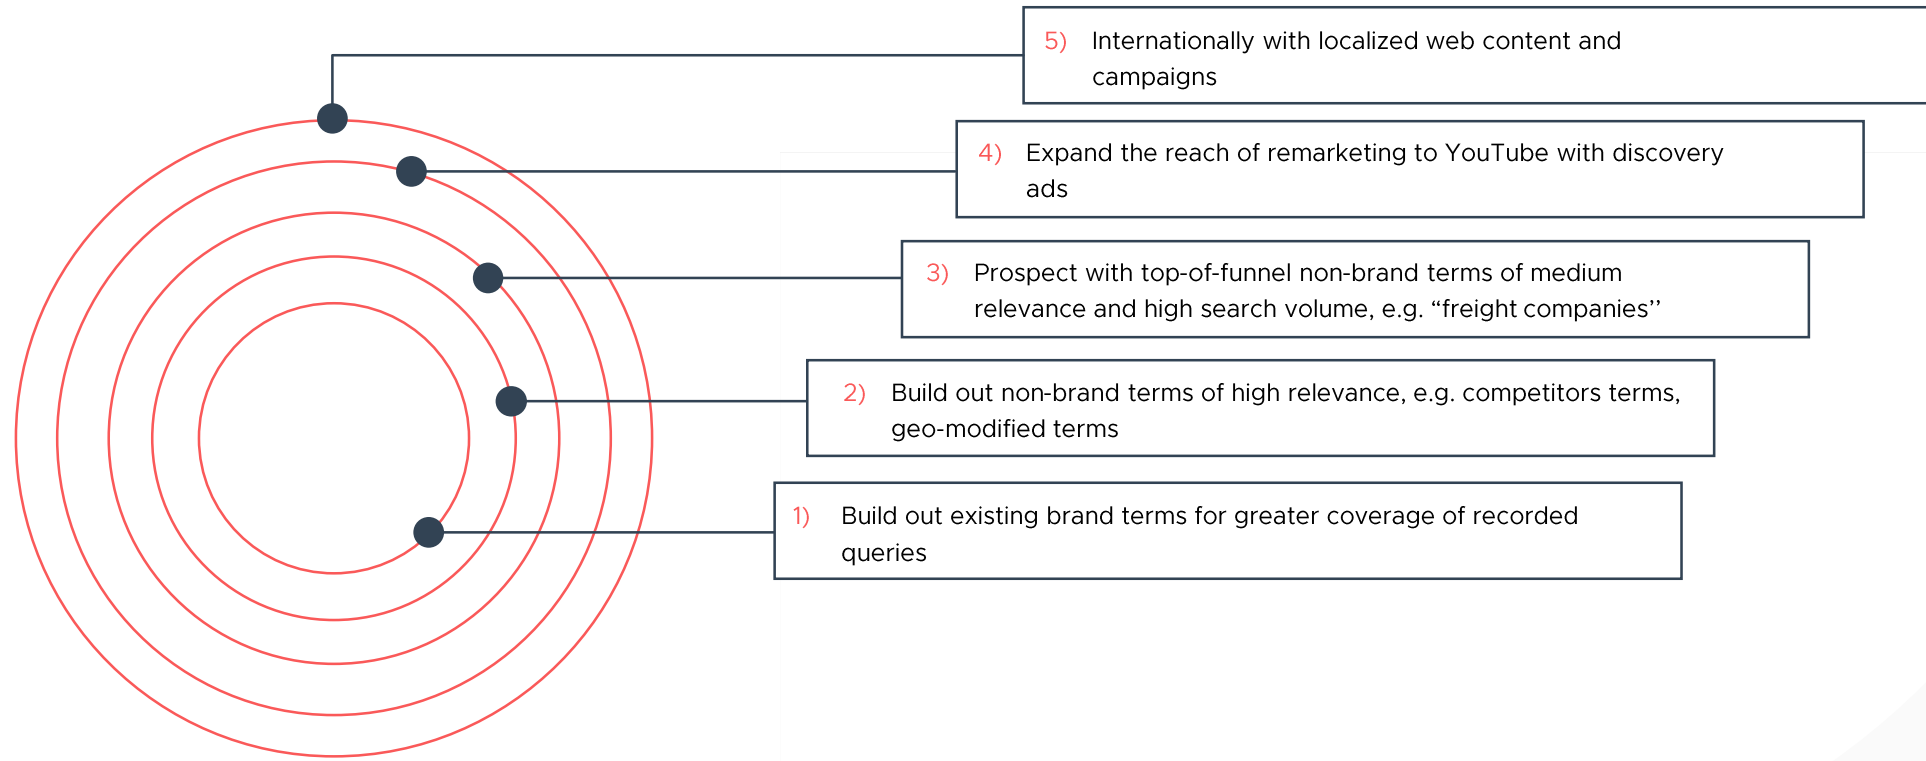 5) Internationally with localized web content and
campaigns
4) Expand the reach of remarketing to YouTube with discovery
ads
3) Prospect with top-of-funnel non-brand terms of medium
relevance and high search volume, e.g. “freight companies’’
2) Build out non-brand terms of high relevance, e.g. competitors terms,
geo-modified terms
1) Build out existing brand terms for greater coverage of recorded
queries